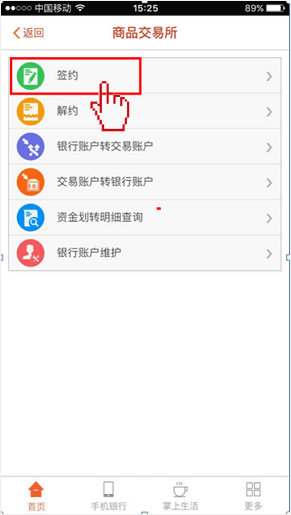 中国移动 15:25 89%
返回 商品交易所
签约
解约
银行账户转交易账户
交易账户转银行账户
资金划转明细查询
银行账户维护
首页 手机银行 掌上生活 更多